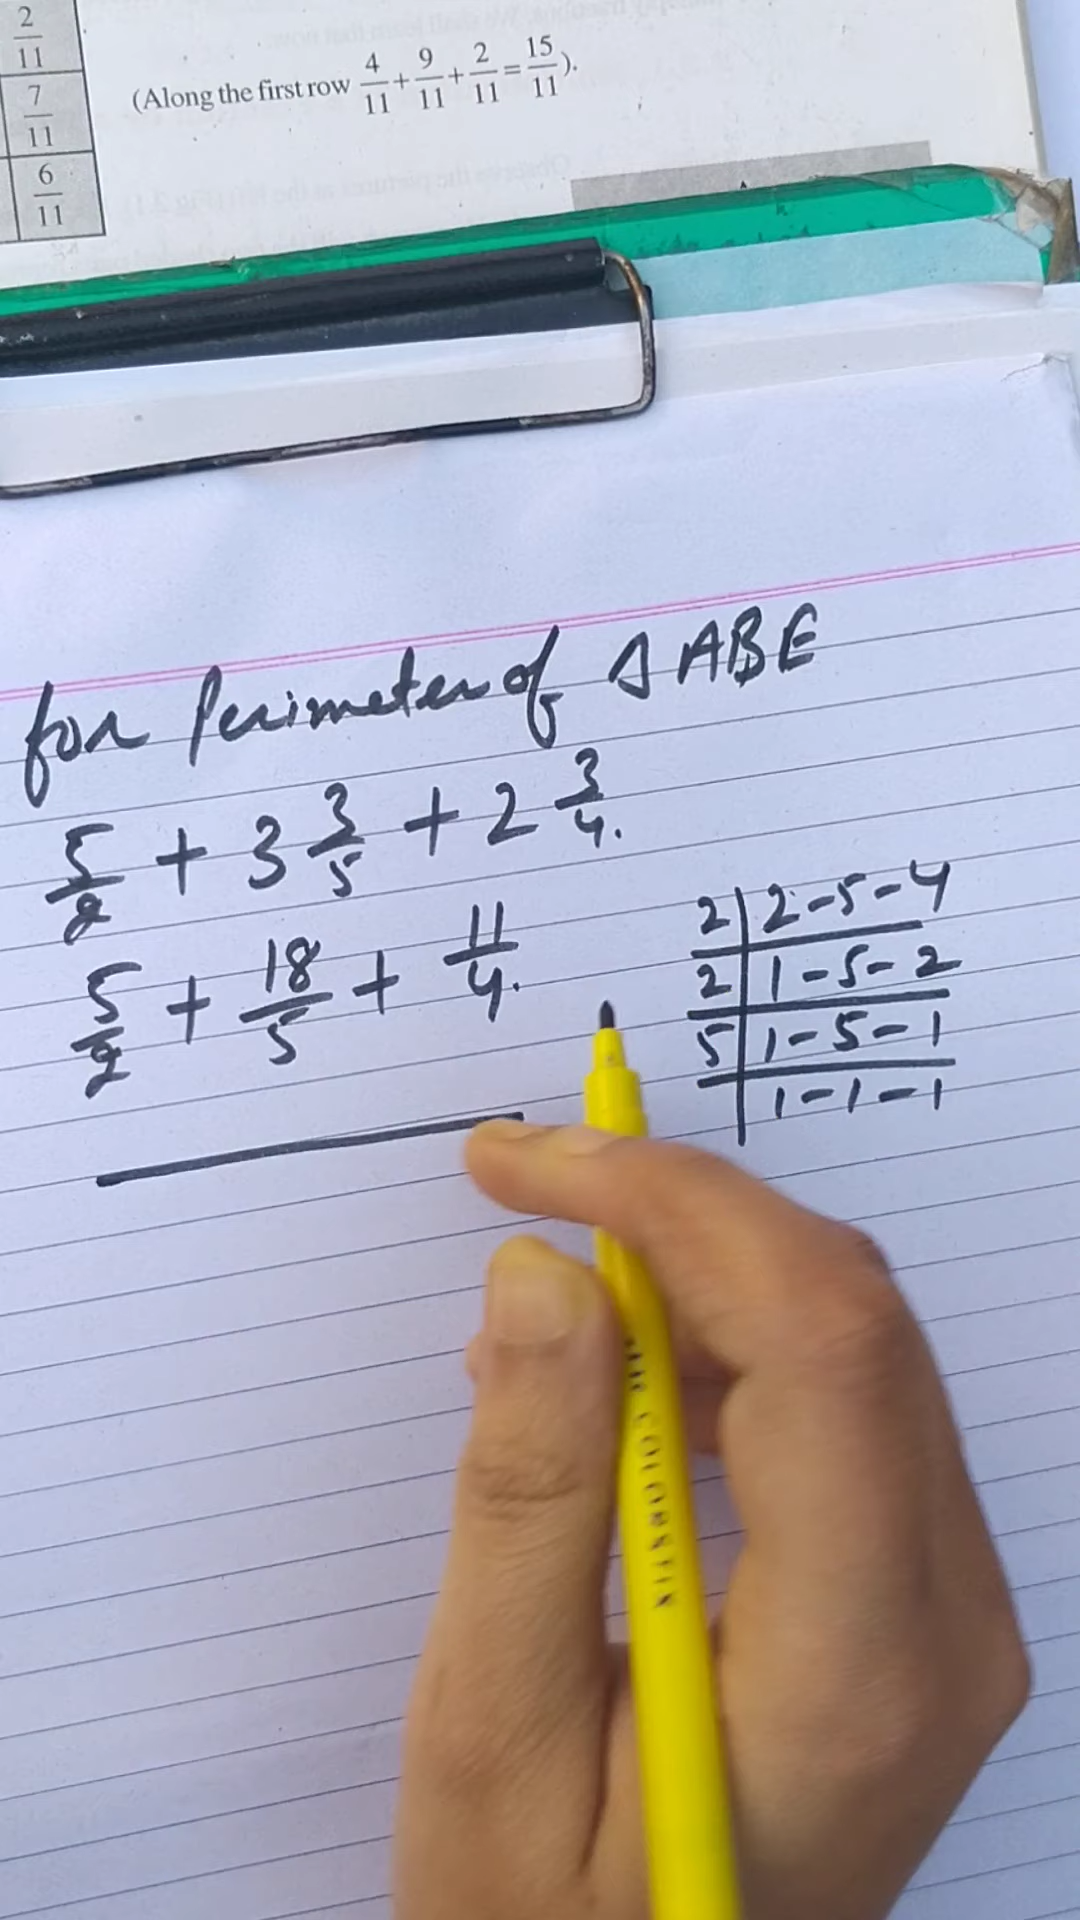 2/11
7/11
6/11
(Along the first row 4/11 + 9/11 + 2/11 = 15/11).
for Perimeter of Δ ABE
5/2 + 3 3/5 + 2 3/4.
5/2 + 18/5 + 11/4.
2 | 2 - 5 - 4
2 | 1 - 5 - 2
5 | 1 - 5 - 1
| 1 - 1 - 1
COLORSTIX